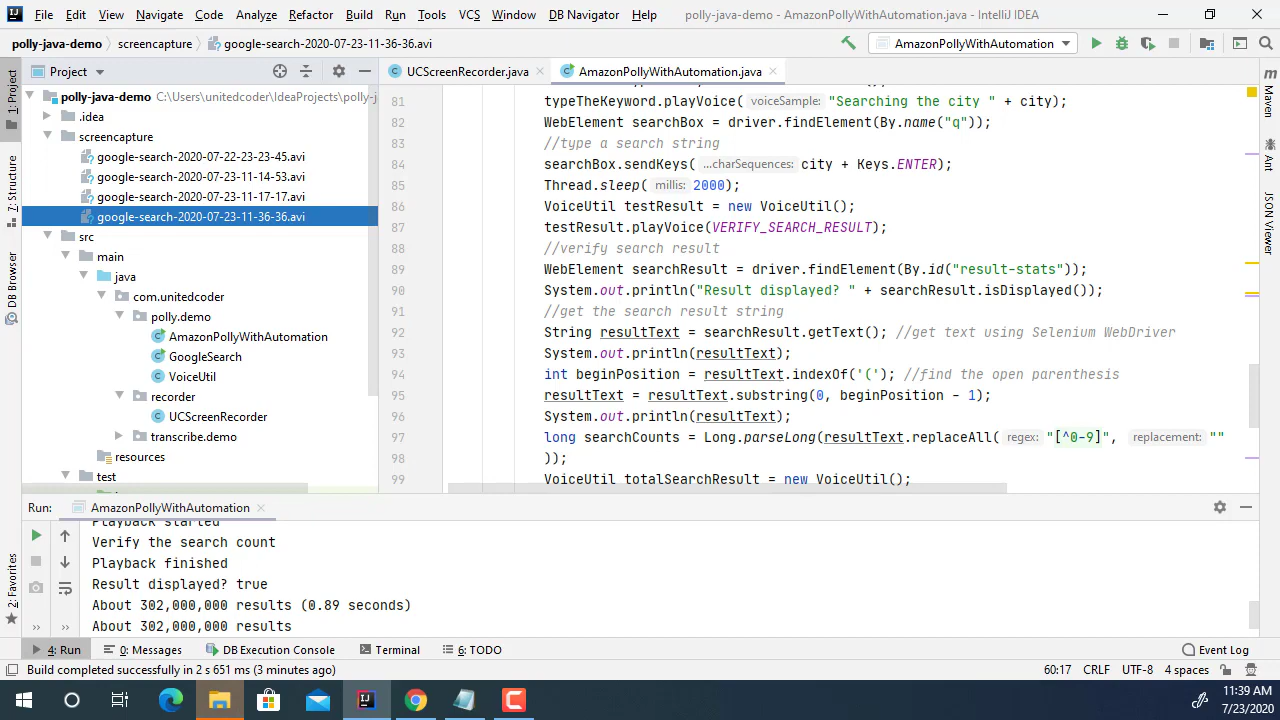 File Edit View Navigate Code Analyze Refactor Build Run Tools VCS Window DB Navigator Help polly-java-demo - AmazonPollyWithAutomation.java - IntelliJ IDEA
polly-java-demo screencapture google-search-2020-07-23-11-36-36.avi AmazonPollyWithAutomation
Project UCScreenRecorder.java AmazonPollyWithAutomation.java
1: Project
7: Structure
DB Browser
2: Favorites
polly-java-demo C:\Users\unitedcoder\IdeaProjects\polly-j
.idea
screencapture
google-search-2020-07-22-23-23-45.avi
google-search-2020-07-23-11-14-53.avi
google-search-2020-07-23-11-17-17.avi
google-search-2020-07-23-11-36-36.avi
src
main
java
com.unitedcoder
polly.demo
AmazonPollyWithAutomation
GoogleSearch
VoiceUtil
recorder
UCScreenRecorder
transcribe.demo
resources
test
81 typeTheKeyword.playVoice( voiceSample: "Searching the city " + city);
82 WebElement searchBox = driver.findElement(By.name("q"));
83 //type a search string
84 searchBox.sendKeys( ...charSequences: city + Keys.ENTER);
85 Thread.sleep( millis: 2000);
86 VoiceUtil testResult = new VoiceUtil();
87 testResult.playVoice(VERIFY_SEARCH_RESULT);
88 //verify search result
89 WebElement searchResult = driver.findElement(By.id("result-stats"));
90 System.out.println("Result displayed? " + searchResult.isDisplayed());
91 //get the search result string
92 String resultText = searchResult.getText(); //get text using Selenium WebDriver
93 System.out.println(resultText);
94 int beginPosition = resultText.indexOf('('); //find the open parenthesis
95 resultText = resultText.substring(0, beginPosition - 1);
96 System.out.println(resultText);
97 long searchCounts = Long.parseLong(resultText.replaceAll( regex: "[^0-9]", replacement: ""
98 ));
99 VoiceUtil totalSearchResult = new VoiceUtil();
Maven
Ant
JSON Viewer
Run: AmazonPollyWithAutomation
Playback started
Verify the search count
Playback finished
Result displayed? true
About 302,000,000 results (0.89 seconds)
About 302,000,000 results
4: Run 0: Messages DB Execution Console Terminal 6: TODO Event Log
Build completed successfully in 2 s 651 ms (3 minutes ago) 60:17 CRLF UTF-8 4 spaces
11:39 AM
7/23/2020